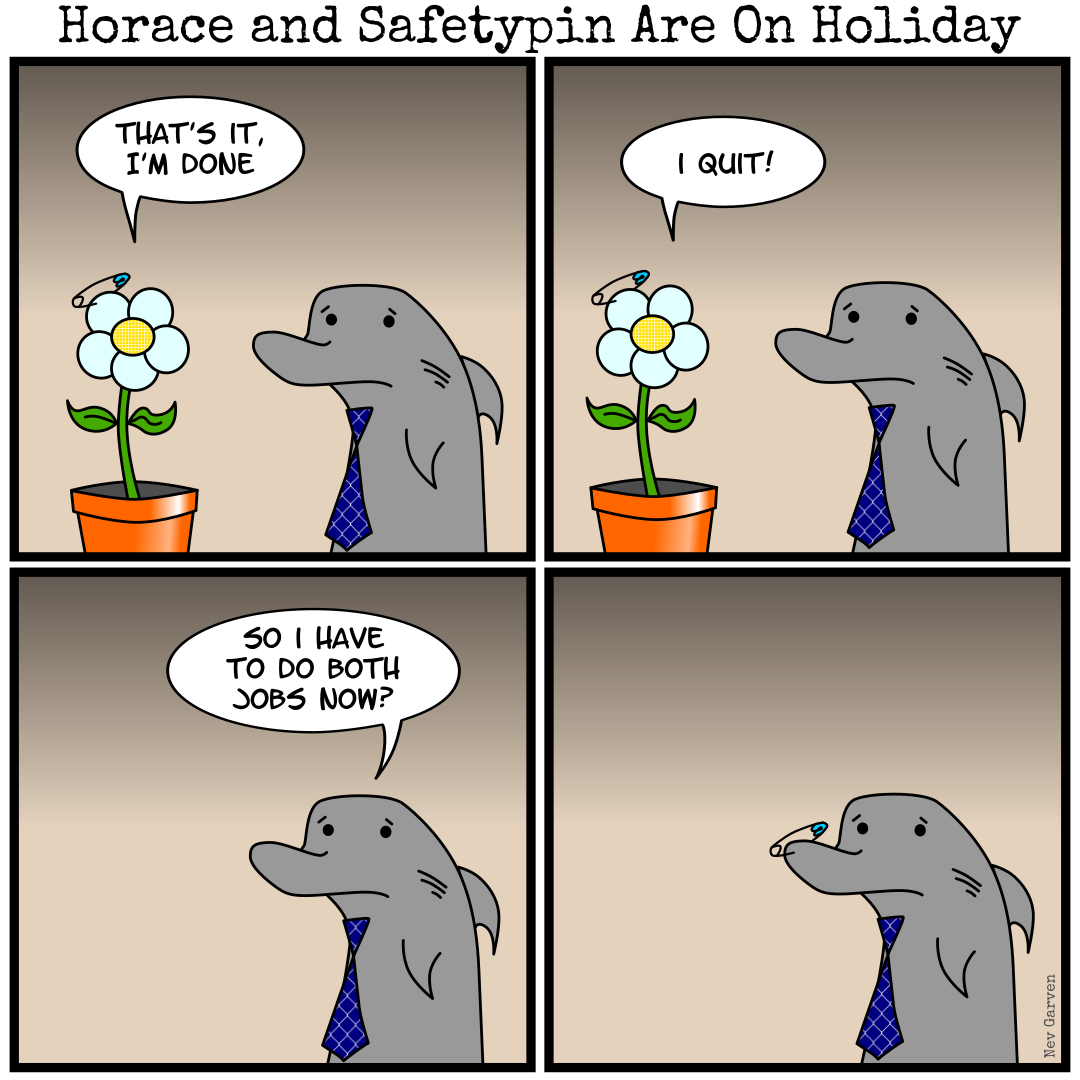 Horace and Safetypin Are On Holiday
THAT'S IT,
I'M DONE
I QUIT!
SO I HAVE
TO DO BOTH
JOBS NOW?
Nev Garven